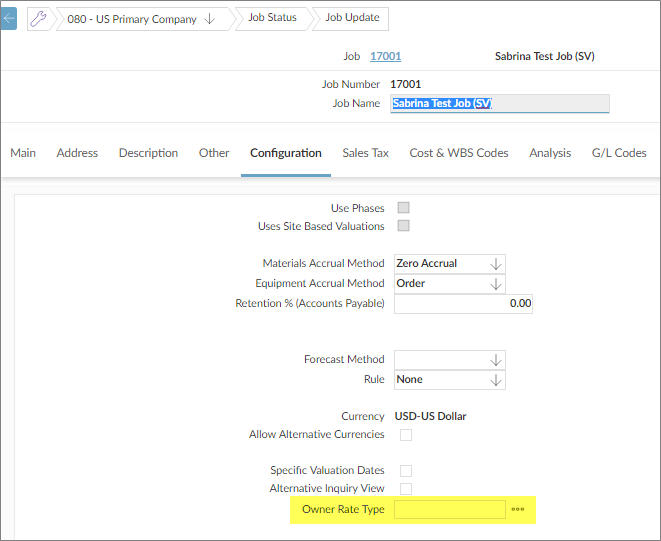 080 - US Primary Company Job Status Job Update
Job 17001 Sabrina Test Job (SV)
Job Number 17001
Job Name Sabrina Test Job (SV)
Main Address Description Other Configuration Sales Tax Cost & WBS Codes Analysis G/L Codes
Use Phases
Uses Site Based Valuations
Materials Accrual Method Zero Accrual
Equipment Accrual Method Order
Retention % (Accounts Payable) 0.00
Forecast Method
Rule None
Currency USD-US Dollar
Allow Alternative Currencies
Specific Valuation Dates
Alternative Inquiry View
Owner Rate Type